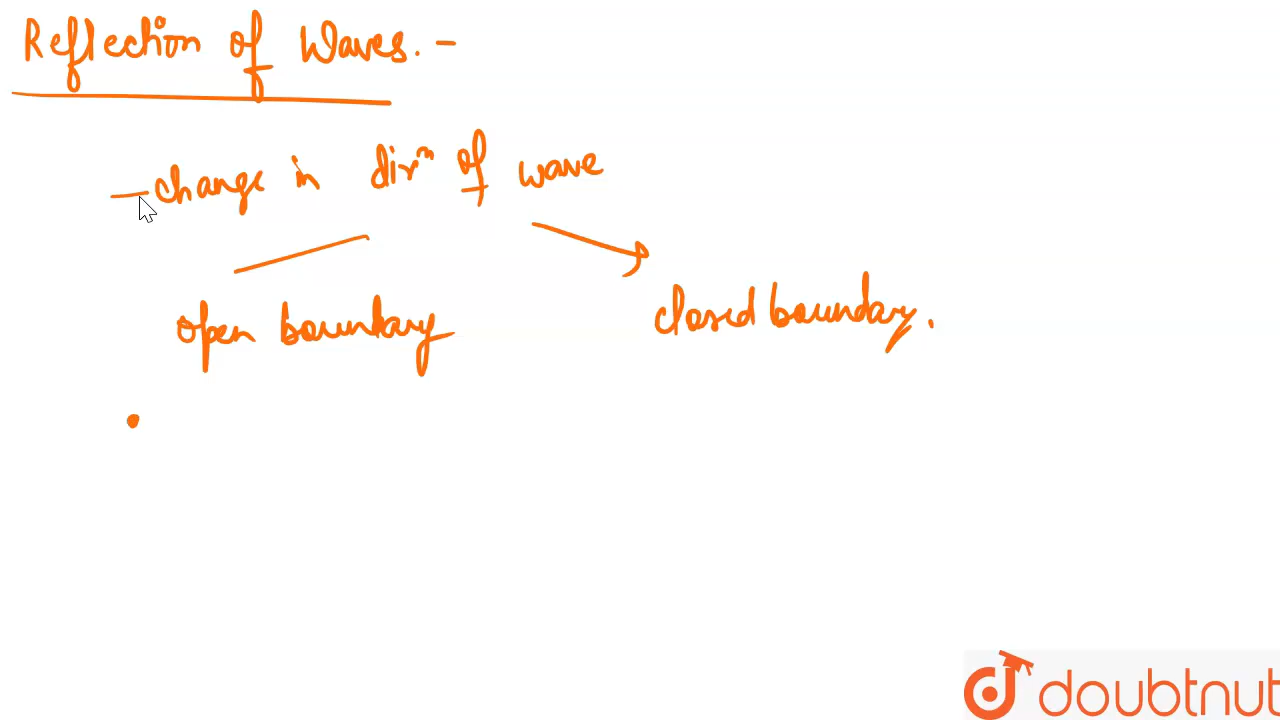 Reflection of Waves. -
- change in dirⁿ of wave
open boundary closed boundary.
doubtnut